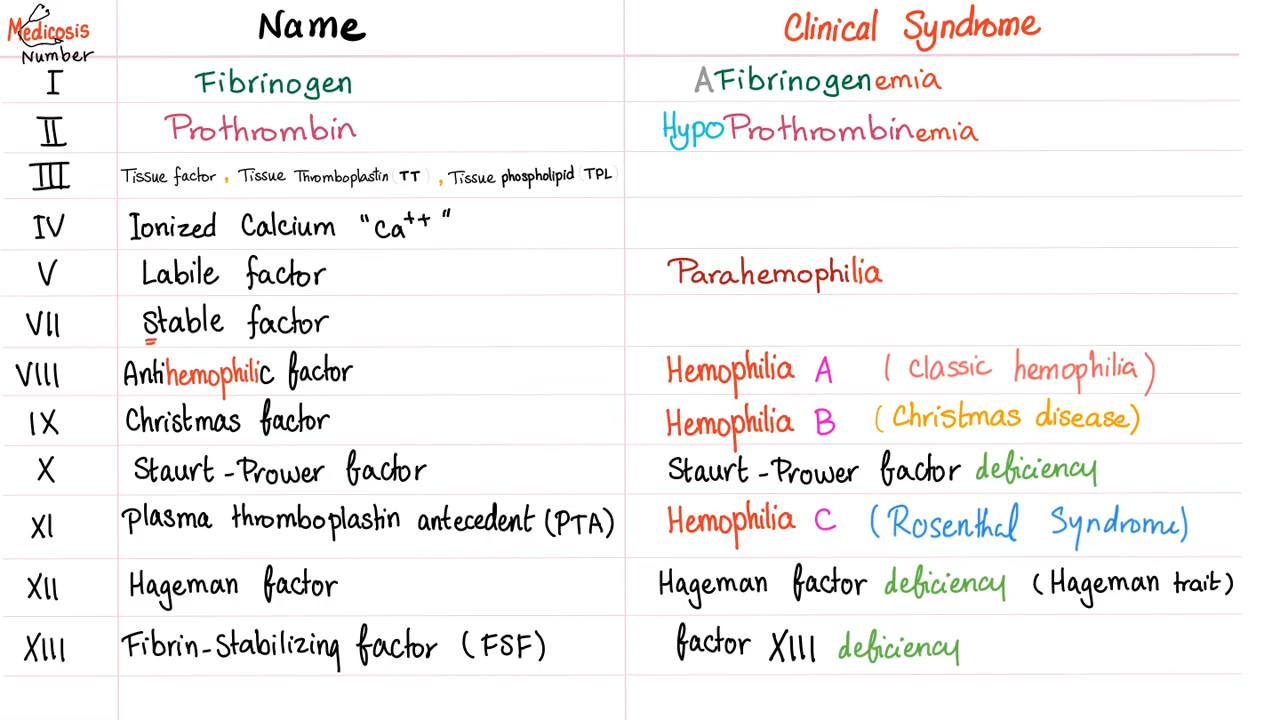 Medicosis
Number Name Clinical Syndrome
I Fibrinogen AFibrinogenemia
II Prothrombin HypoProthrombinemia
III Tissue factor , Tissue Thromboplastin (TT) , Tissue phospholipid (TPL)
IV Ionized Calcium "Ca++"
V Labile factor Parahemophilia
VII Stable factor
VIII Antihemophilic factor Hemophilia A (classic hemophilia)
IX Christmas factor Hemophilia B (Christmas disease)
X Staurt-Prower factor Staurt-Prower factor deficiency
XI Plasma thromboplastin antecedent (PTA) Hemophilia C (Rosenthal Syndrome)
XII Hageman factor Hageman factor deficiency (Hageman trait)
XIII Fibrin-Stabilizing factor (FSF) factor XIII deficiency